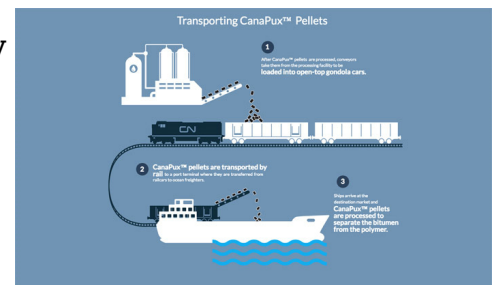 y
Transporting CanaPux™ Pellets
1
After CanaPux™ pellets are processed, conveyors
take them from the processing facility to be
loaded into open-top gondola cars.
CN
2
CanaPux™ pellets are transported by
rail to a port terminal where they are transferred from
railcars to ocean freighters.
3
Ships arrive at the
destination market and
CanaPux™ pellets
are processed to
separate the bitumen
from the polymer.